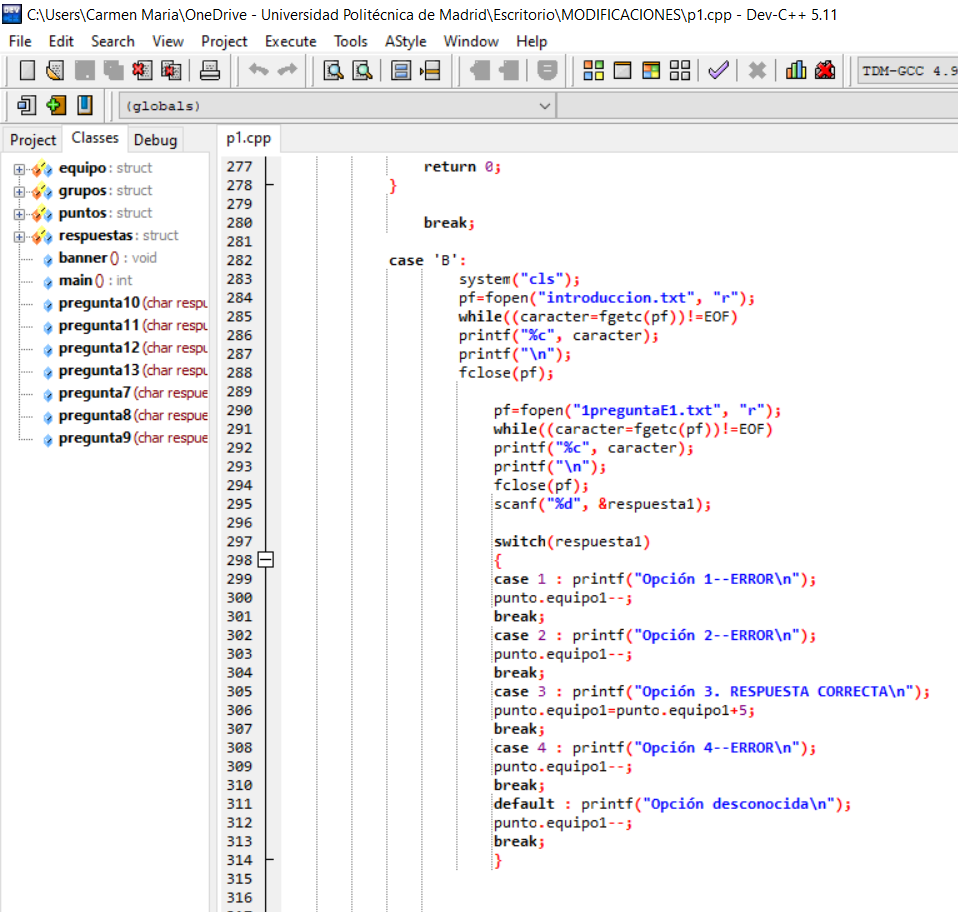 C:\Users\Carmen Maria\OneDrive - Universidad Politécnica de Madrid\Escritorio\MODIFICACIONES\p1.cpp - Dev-C++ 5.11
File Edit Search View Project Execute Tools AStyle Window Help
TDM-GCC 4.9
(globals)
Project Classes Debug
p1.cpp
equipo : struct
grupos : struct
puntos : struct
respuestas : struct
banner () : void
main () : int
pregunta10 (char respu
pregunta11 (char respu
pregunta12 (char respu
pregunta13 (char respu
pregunta7 (char respue
pregunta8 (char respue
pregunta9 (char respue
277 return 0;
278 }
279
280 break;
281
282 case 'B':
283 system("cls");
284 pf=fopen("introduccion.txt", "r");
285 while((caracter=fgetc(pf))!=EOF)
286 printf("%c", caracter);
287 printf("\n");
288 fclose(pf);
289
290 pf=fopen("1preguntaE1.txt", "r");
291 while((caracter=fgetc(pf))!=EOF)
292 printf("%c", caracter);
293 printf("\n");
294 fclose(pf);
295 scanf("%d", &respuesta1);
296
297 switch(respuesta1)
298 {
299 case 1 : printf("Opción 1--ERROR\n");
300 punto.equipo1--;
301 break;
302 case 2 : printf("Opción 2--ERROR\n");
303 punto.equipo1--;
304 break;
305 case 3 : printf("Opción 3. RESPUESTA CORRECTA\n");
306 punto.equipo1=punto.equipo1+5;
307 break;
308 case 4 : printf("Opción 4--ERROR\n");
309 punto.equipo1--;
310 break;
311 default : printf("Opción desconocida\n");
312 punto.equipo1--;
313 break;
314 }
315
316